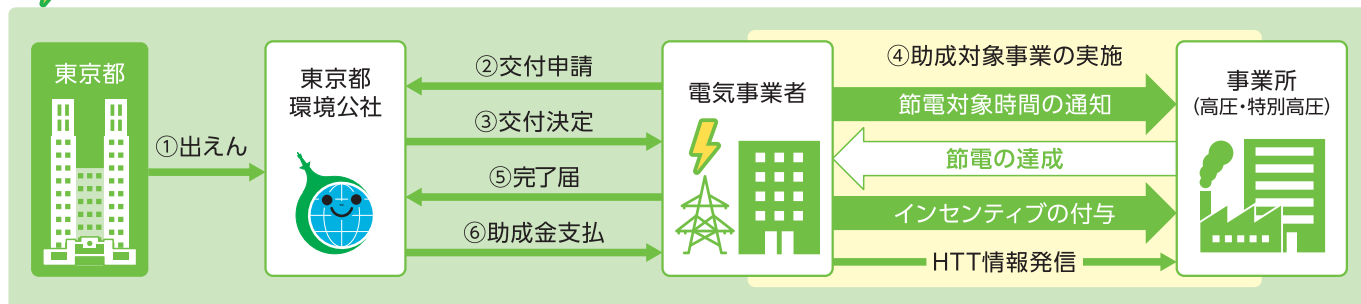 東京都
①出えん
東京都
環境公社
②交付申請
③交付決定
⑤完了届
⑥助成金支払
電気事業者
④助成対象事業の実施
節電対象時間の通知
節電の達成
インセンティブの付与
HTT情報発信
事業所
(高圧・特別高圧)